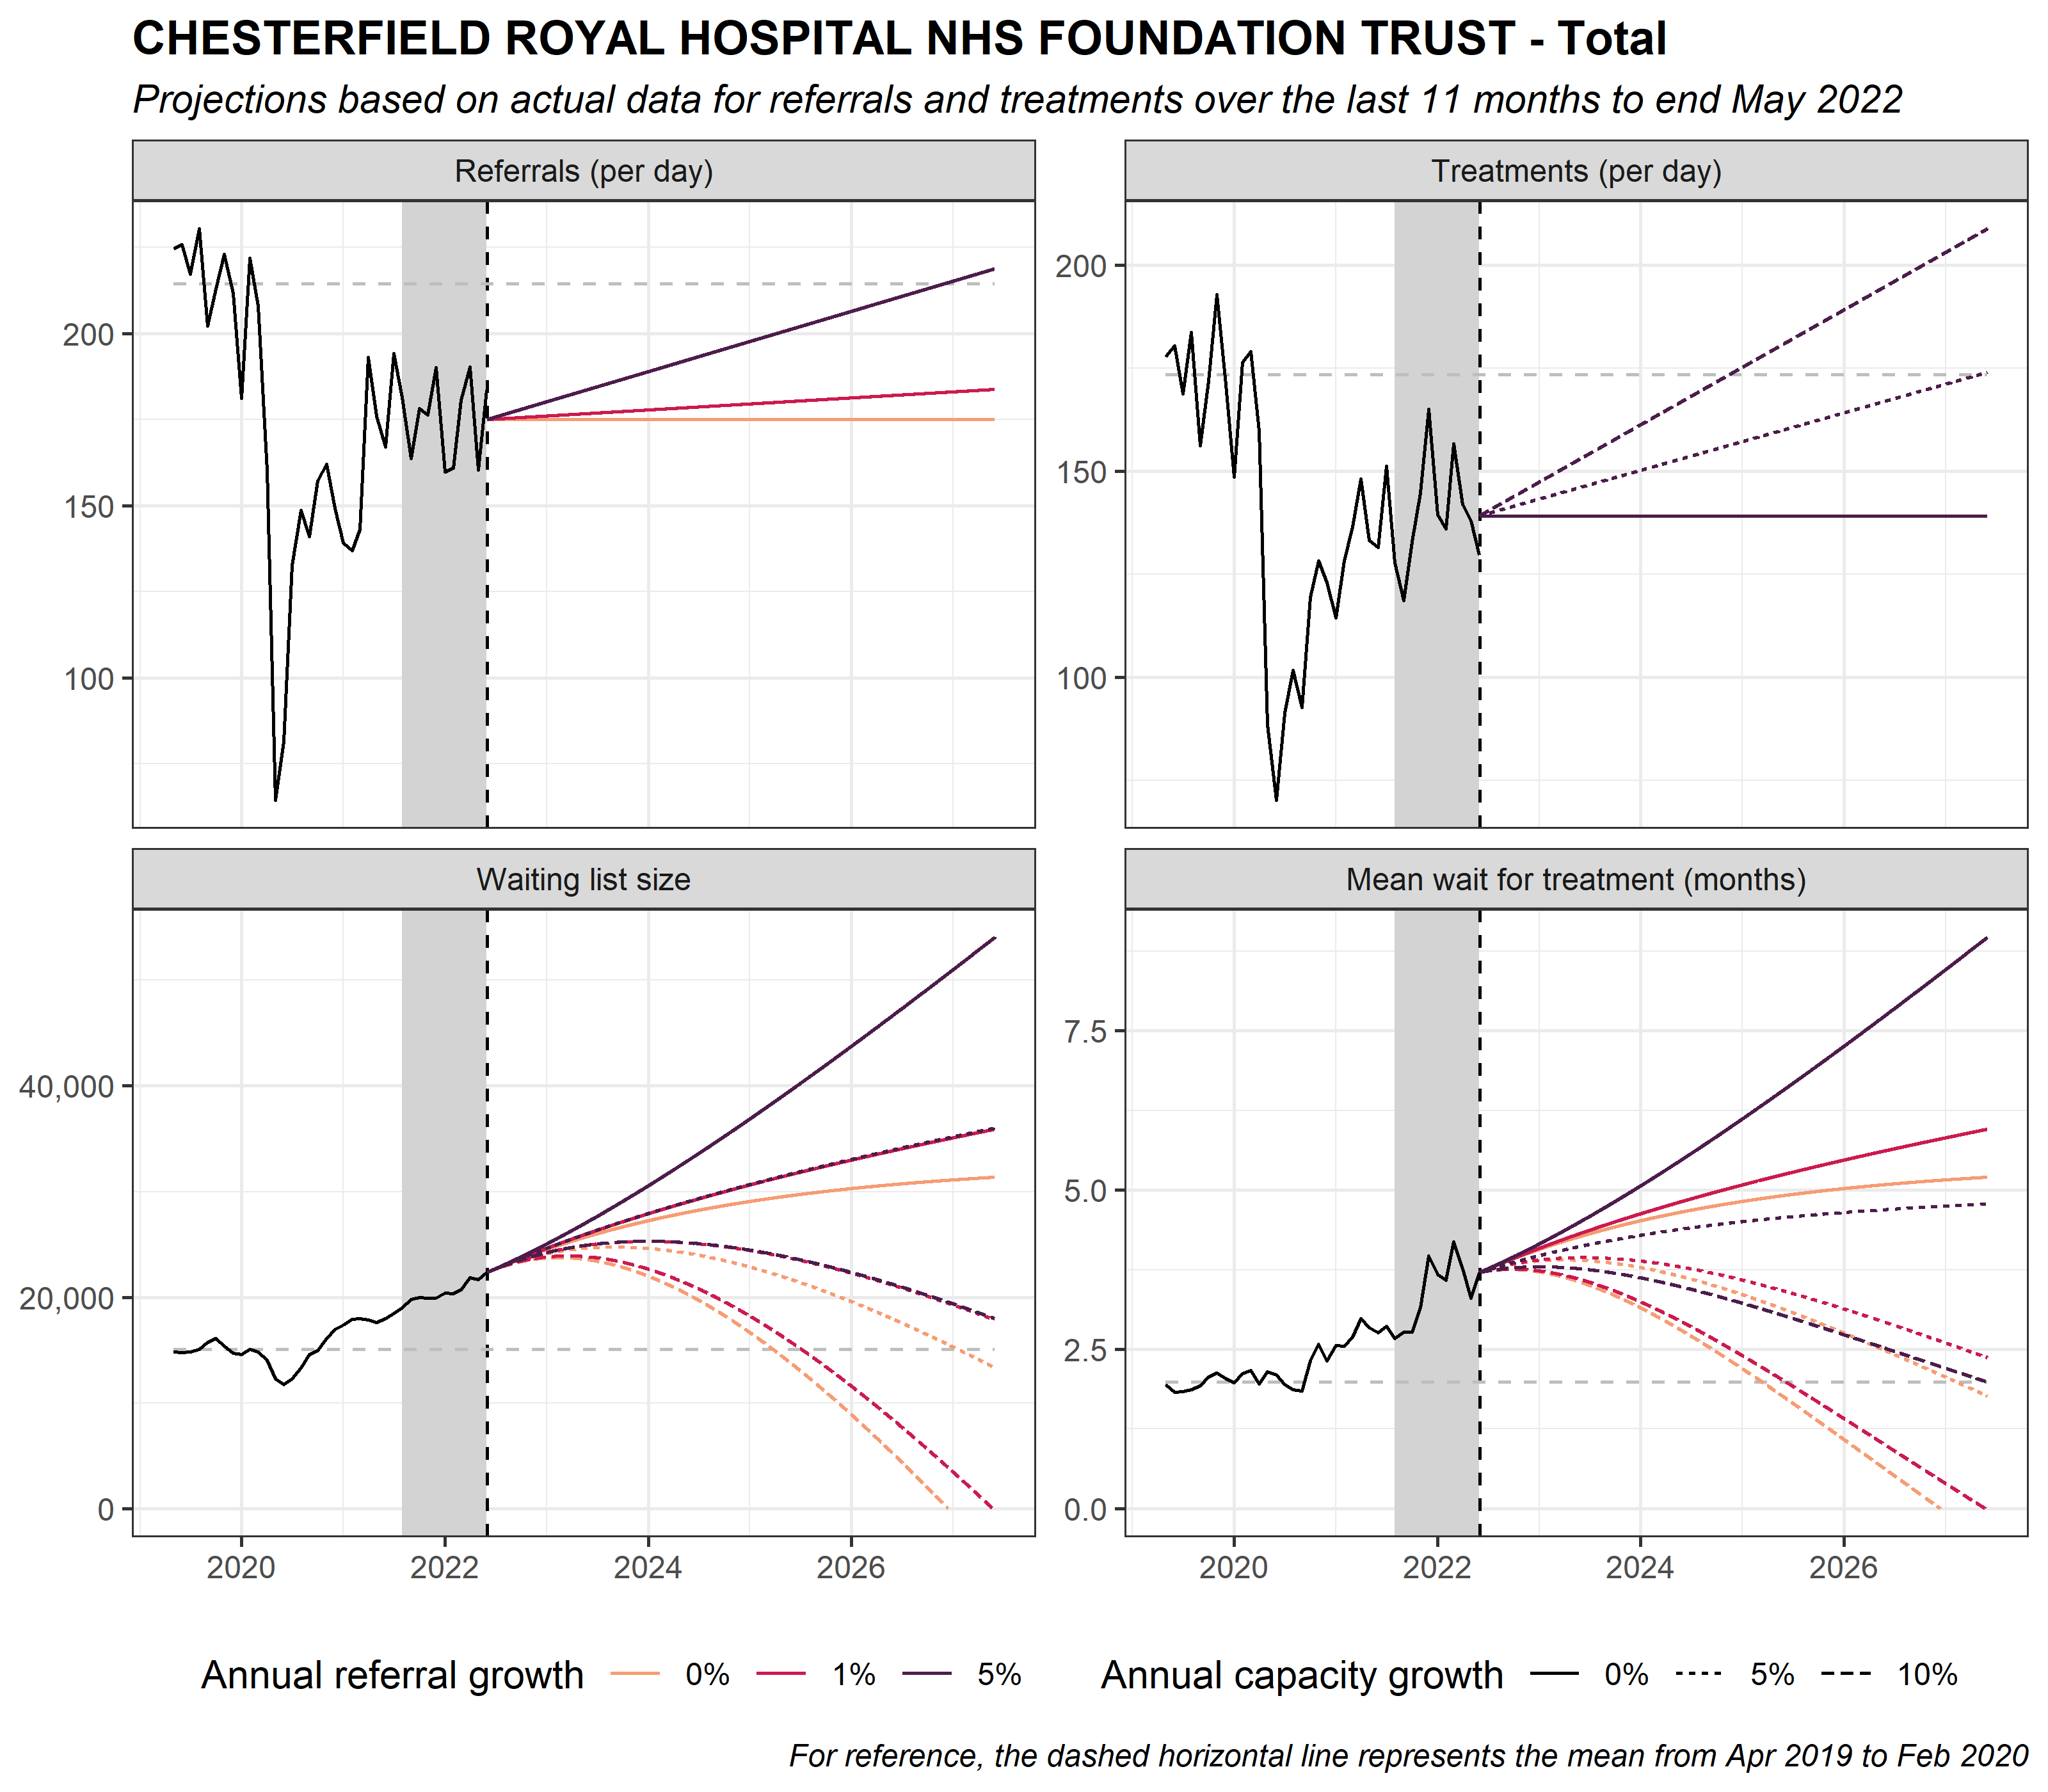 CHESTERFIELD ROYAL HOSPITAL NHS FOUNDATION TRUST - Total
Projections based on actual data for referrals and treatments over the last 11 months to end May 2022
Referrals (per day)
200
150
100
Treatments (per day)
200
150
100
Waiting list size
40,000
20,000
0
2020 2022 2024 2026
Mean wait for treatment (months)
7.5
5.0
2.5
0.0
2020 2022 2024 2026
Annual referral growth 0% 1% 5%
Annual capacity growth 0% 5% 10%
For reference, the dashed horizontal line represents the mean from Apr 2019 to Feb 2020